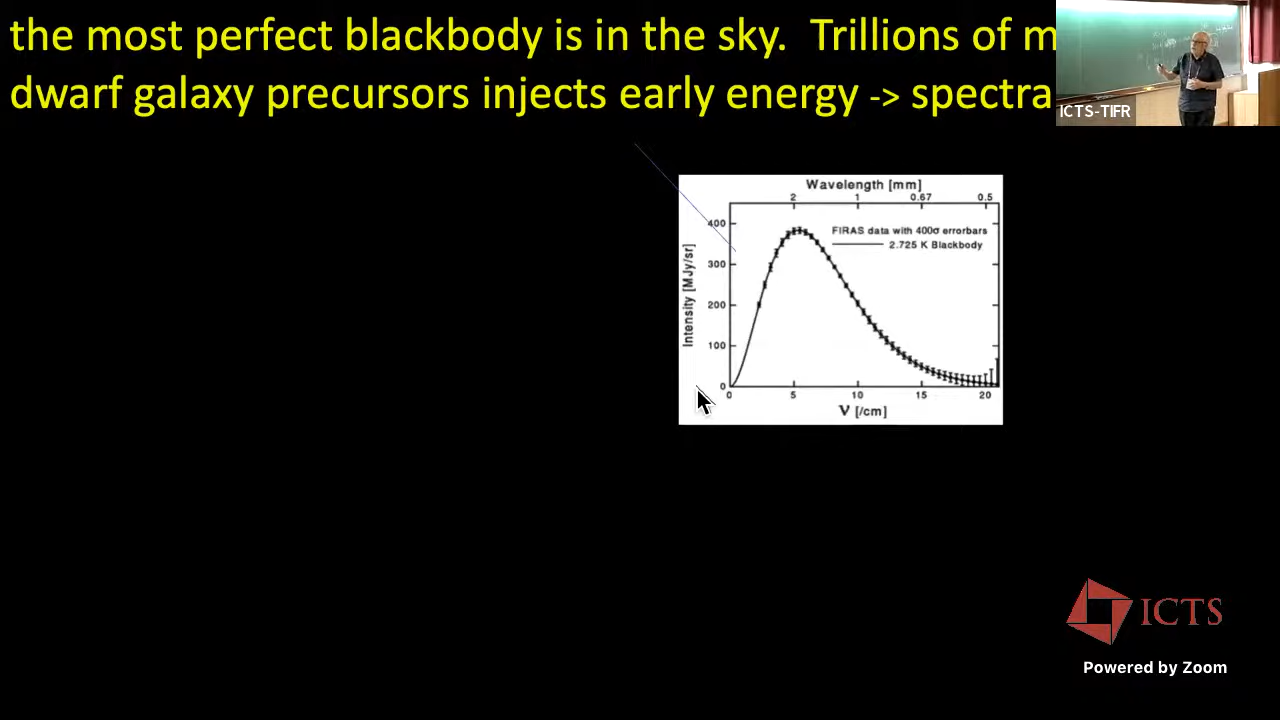 the most perfect blackbody is in the sky. Trillions of m
dwarf galaxy precursors injects early energy -> spectra
ICTS-TIFR
Wavelength [mm]
2 1 0.67 0.5
400
300
200
100
0
Intensity [MJy/sr]
FIRAS data with 400σ errorbars
2.725 K Blackbody
0 5 10 15 20
ν [/cm]
ICTS
Powered by Zoom